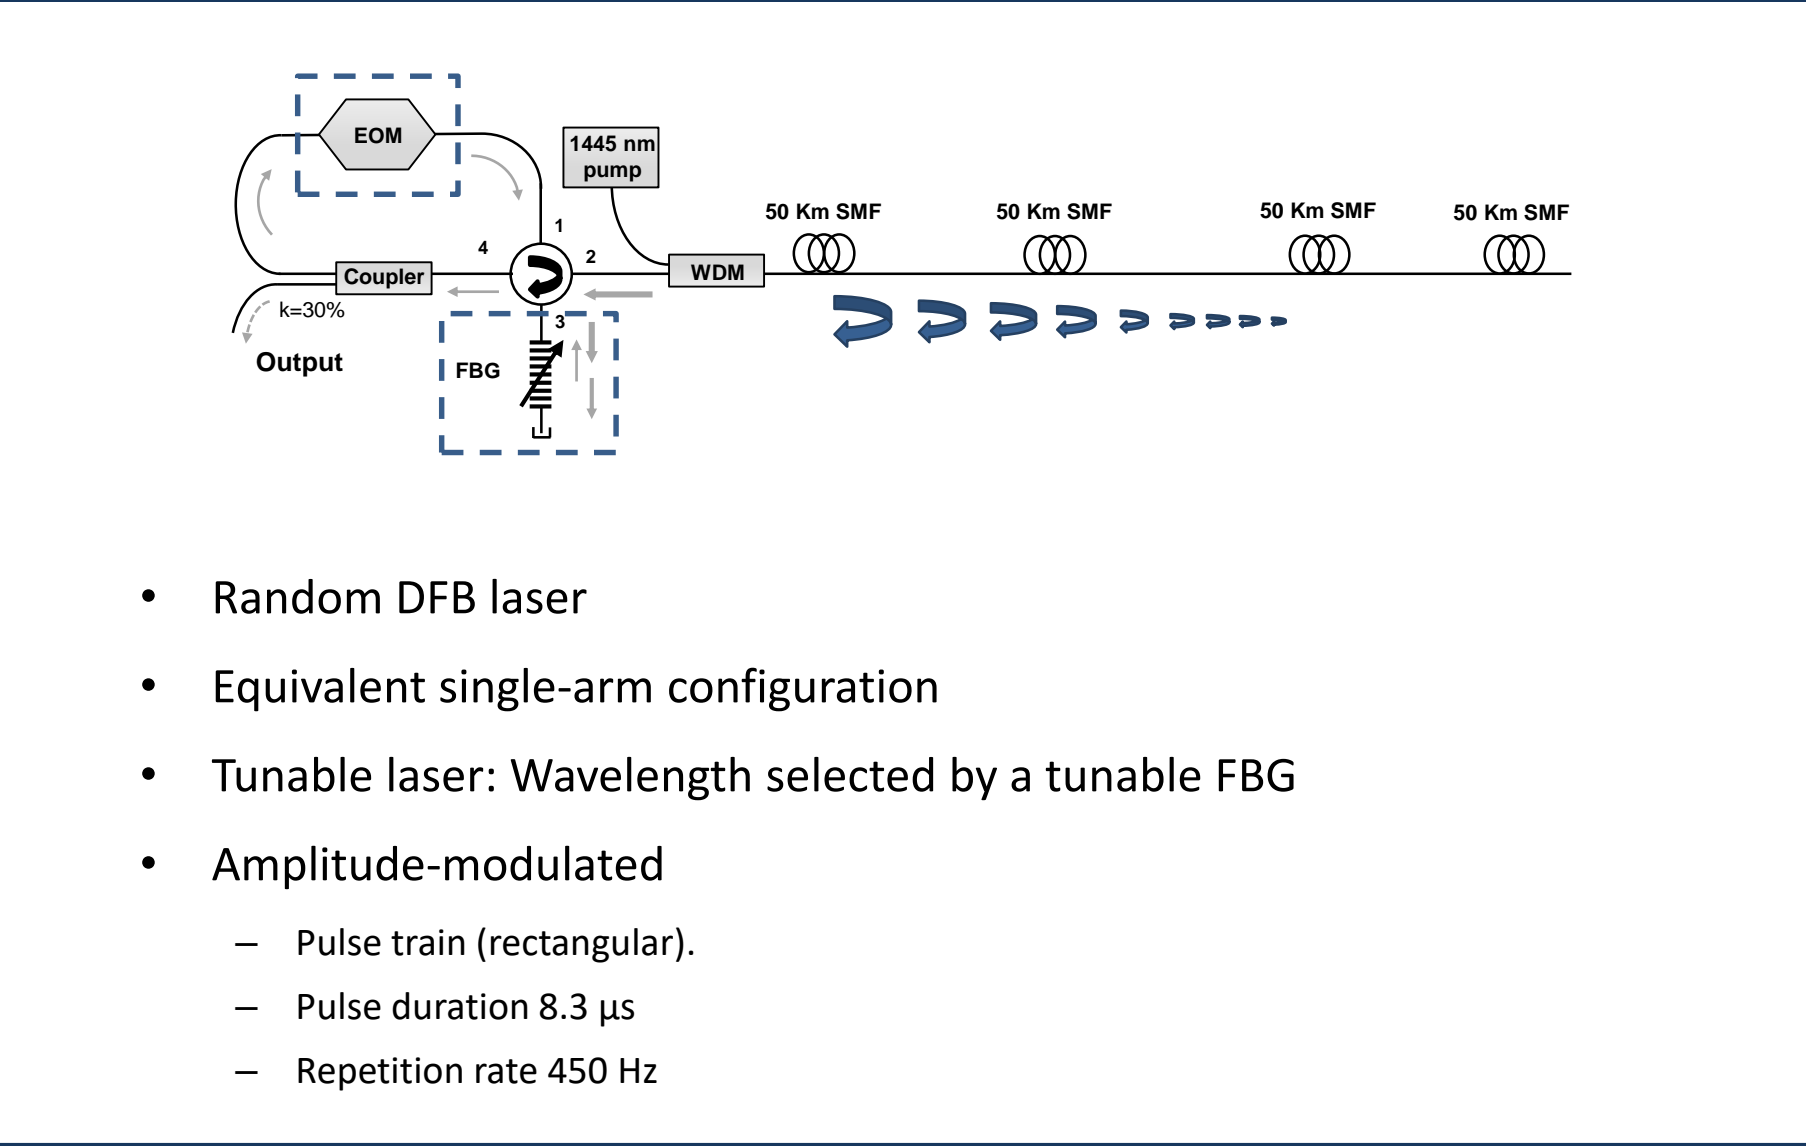 EOM
1445 nm
pump
50 Km SMF
50 Km SMF
50 Km SMF
50 Km SMF
1
4
2
WDM
Coupler
k=30%
3
Output
FBG
• Random DFB laser
• Equivalent single-arm configuration
• Tunable laser: Wavelength selected by a tunable FBG
• Amplitude-modulated
– Pulse train (rectangular).
– Pulse duration 8.3 µs
– Repetition rate 450 Hz